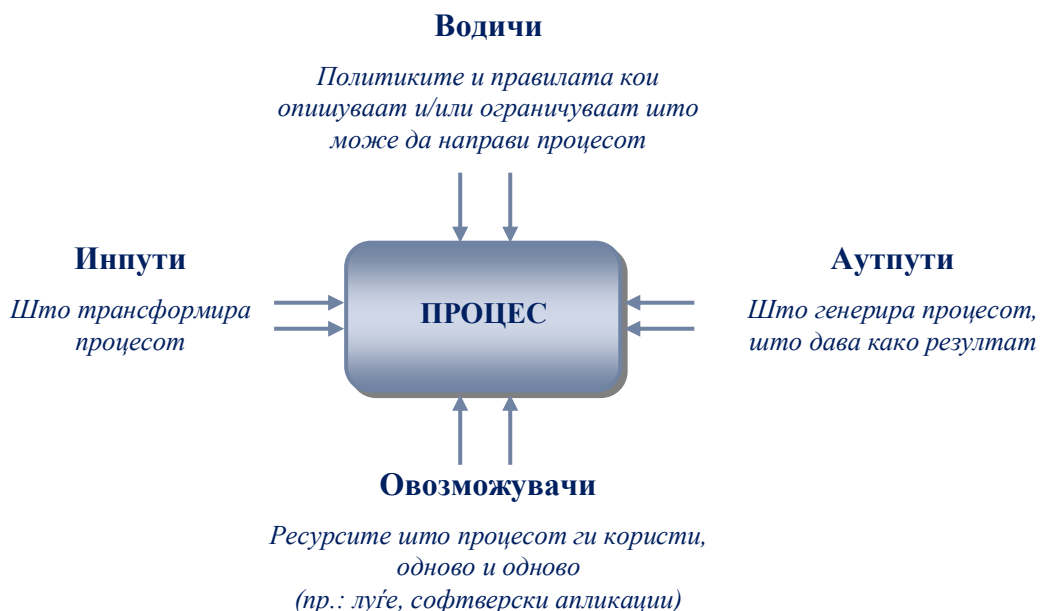 Водичи
Политиките и правилата кои
опишуваат и/или ограничуваат што
може да направи процесот
Инпути
Што трансформира
процесот
ПРОЦЕС
Аутпути
Што генерира процесот,
што дава како резултат
Овозможувачи
Ресурсите што процесот ги користи,
одново и одново
(пр.: луѓе, софтверски апликации)